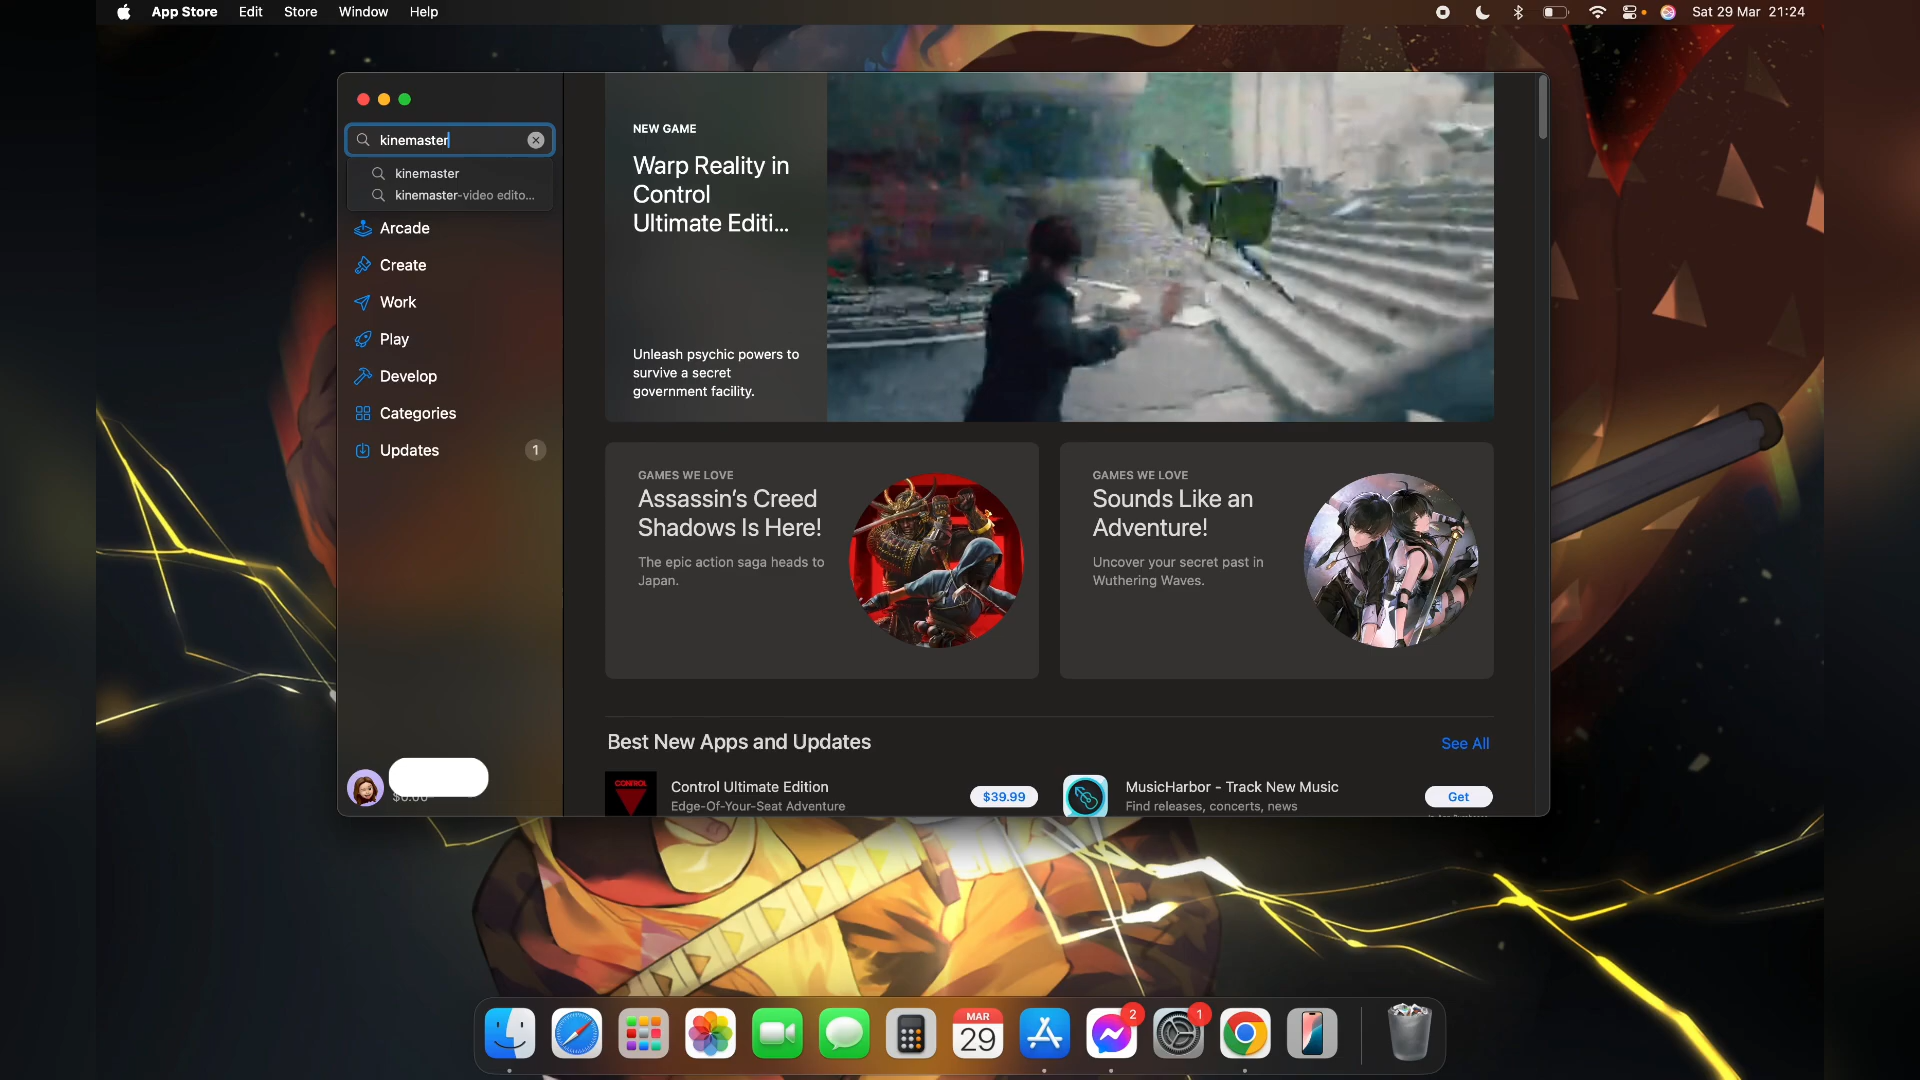 App Store Edit Store Window Help
Sat 29 Mar 21:24
kinemaster
kinemaster
kinemaster-video edito...
Arcade
Create
Work
Play
Develop
Categories
Updates 1
NEW GAME
Warp Reality in
Control
Ultimate Editi...
Unleash psychic powers to
survive a secret
government facility.
GAMES WE LOVE
Assassin's Creed
Shadows Is Here!
The epic action saga heads to
Japan.
GAMES WE LOVE
Sounds Like an
Adventure!
Uncover your secret past in
Wuthering Waves.
Best New Apps and Updates
See All
CONTROL
Control Ultimate Edition
Edge-Of-Your-Seat Adventure
$39.99
MusicHarbor - Track New Music
Find releases, concerts, news
Get
MAR
29
2
1